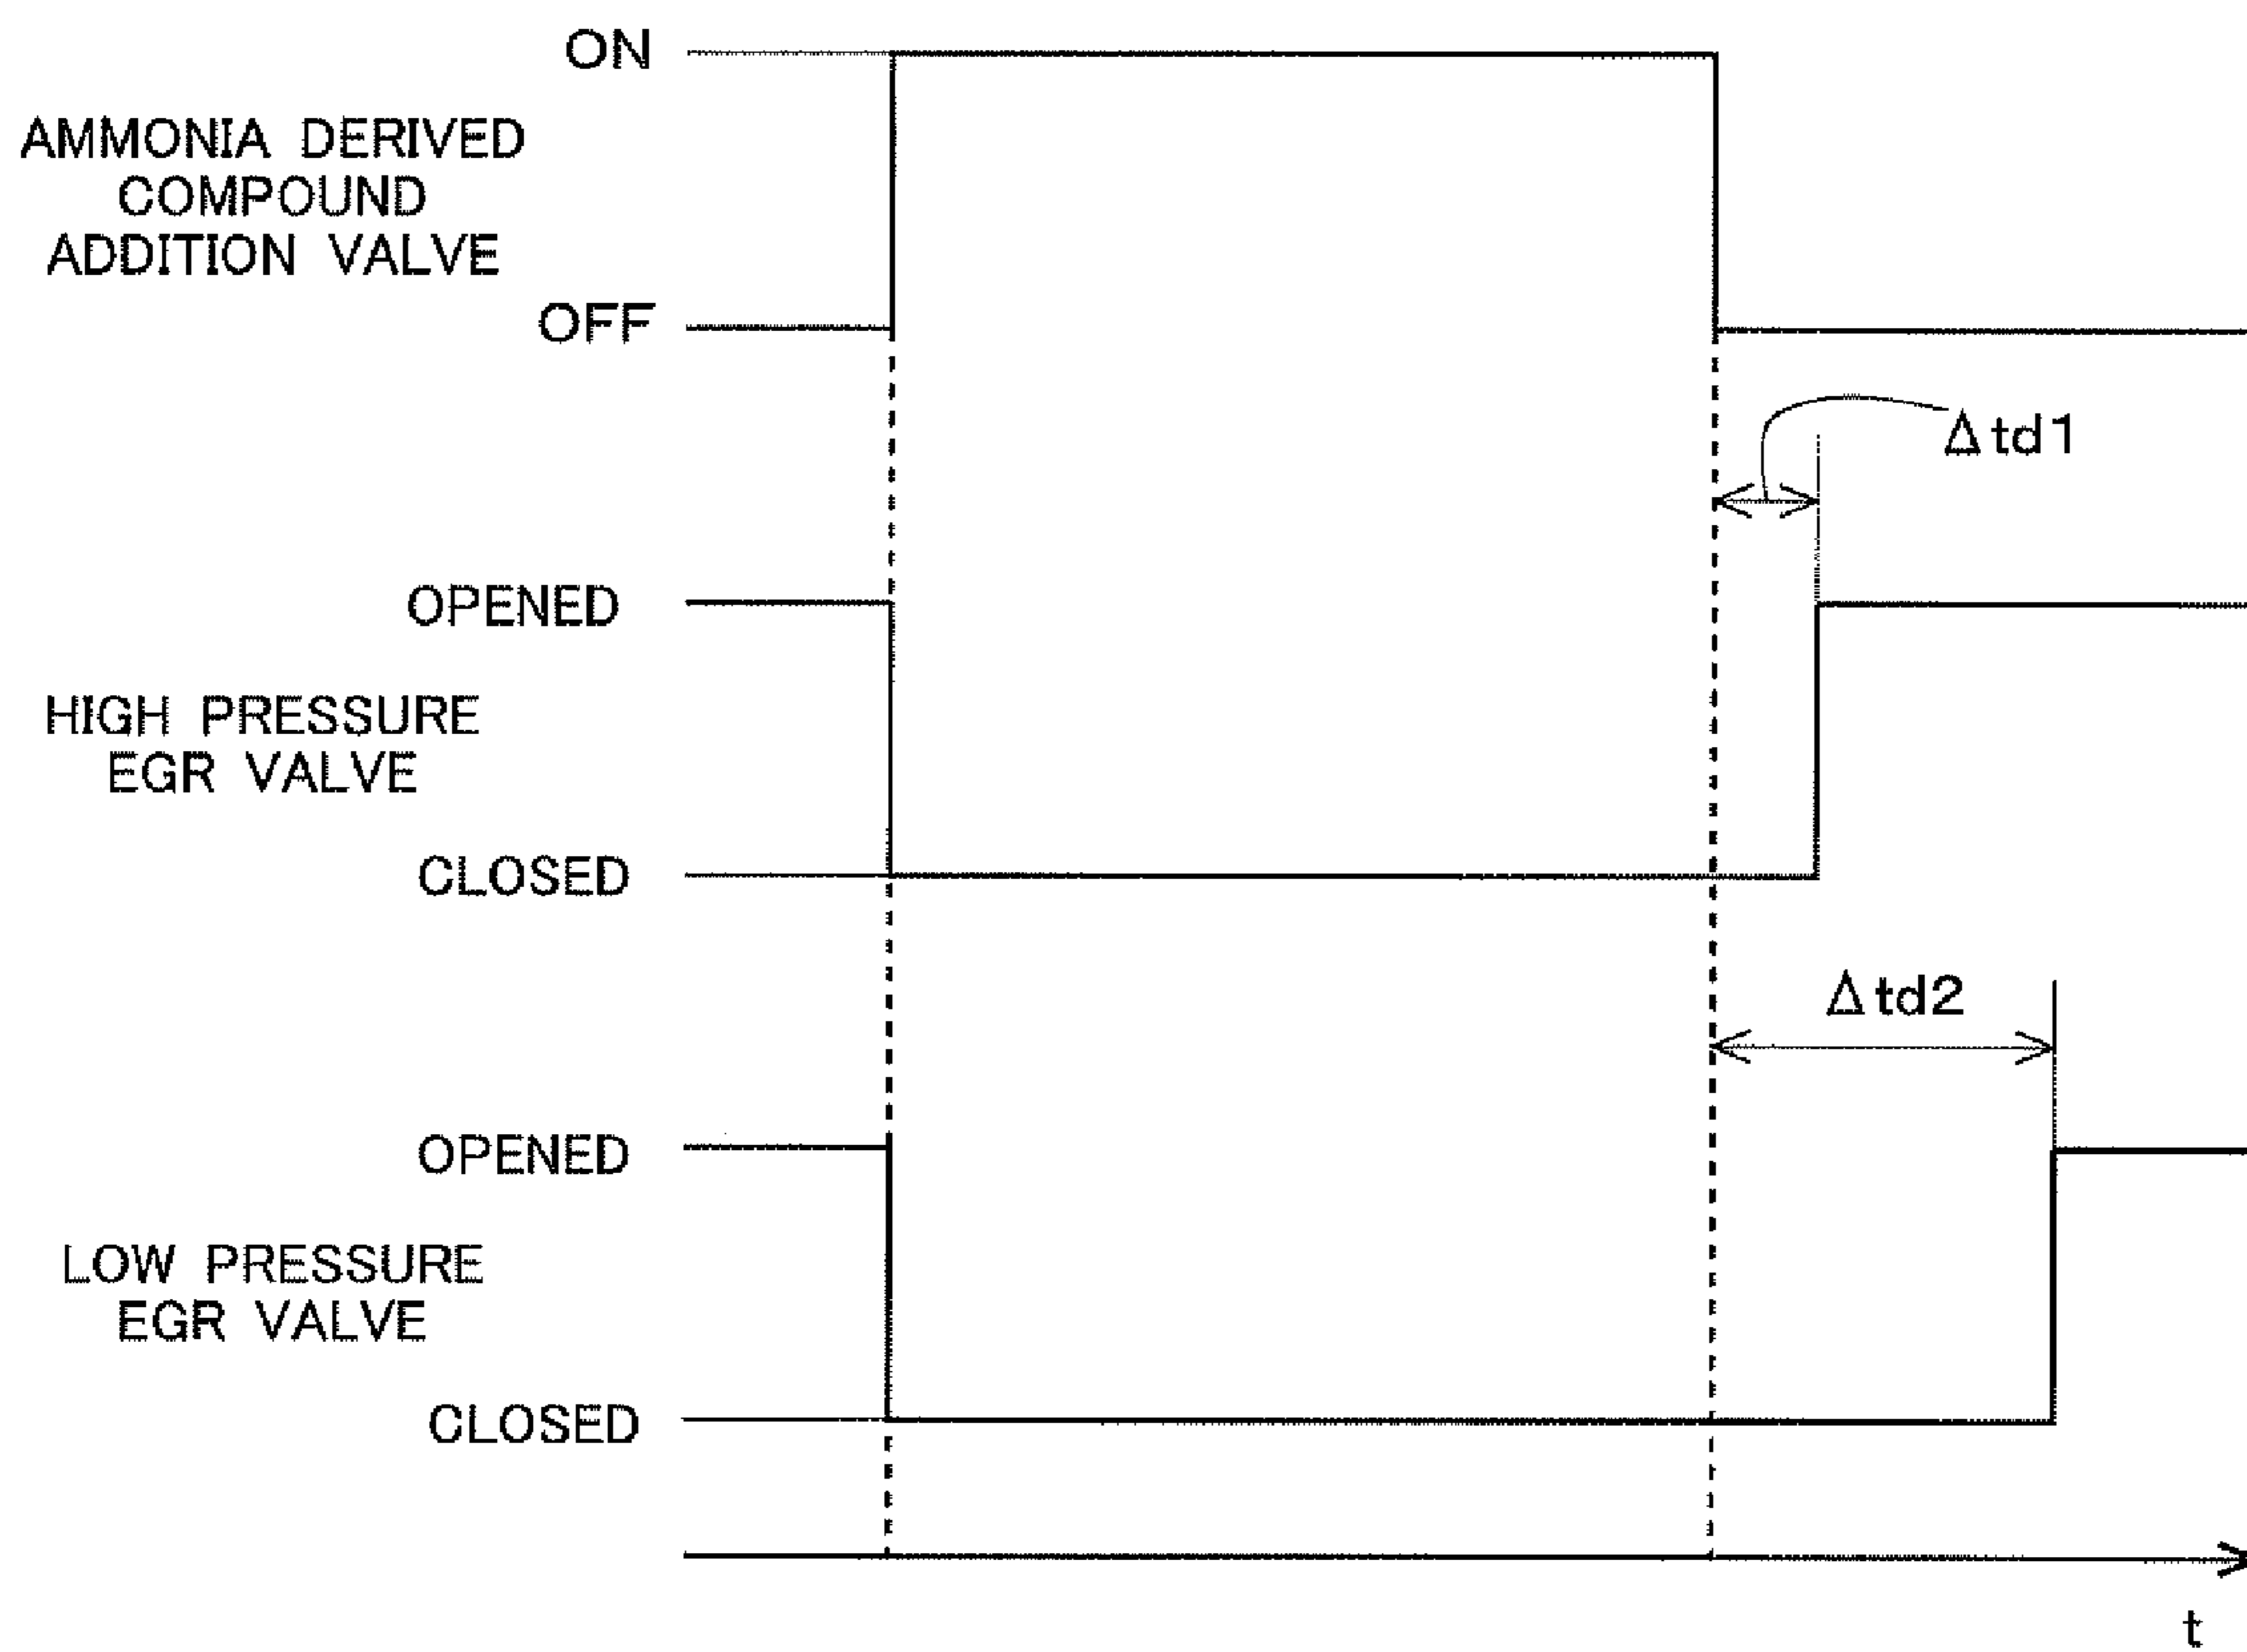 ON
AMMONIA DERIVED
COMPOUND
ADDITION VALVE
OFF
Δtd1
OPENED
HIGH PRESSURE
EGR VALVE
CLOSED
Δtd2
OPENED
LOW PRESSURE
EGR VALVE
CLOSED
t